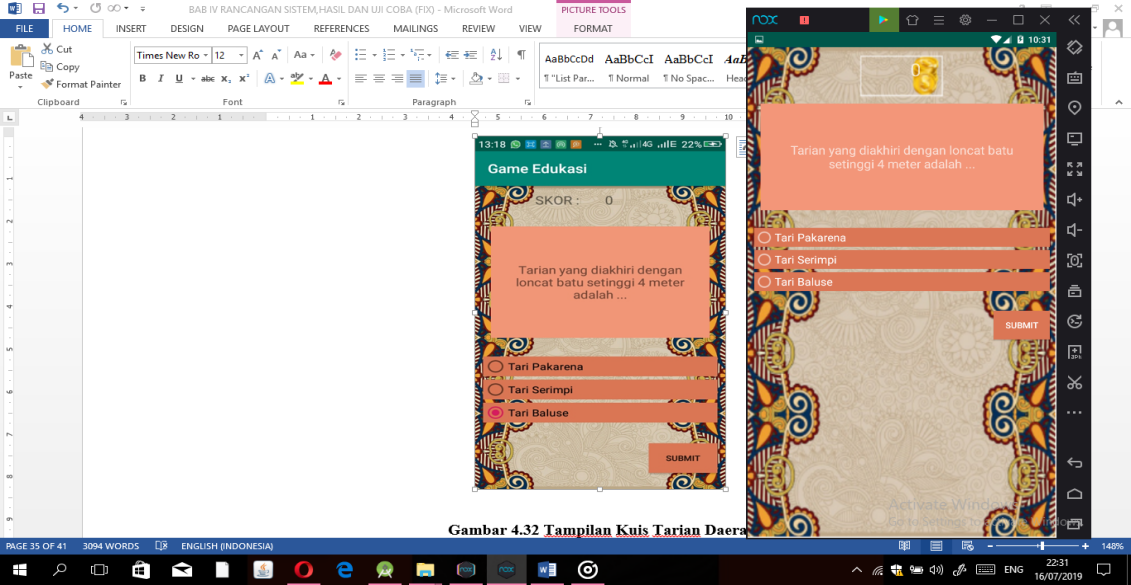 BAB IV RANCANGAN SISTEM,HASIL DAN UJI COBA (FIX) - Microsoft Word
PICTURE TOOLS
FILE HOME INSERT DESIGN PAGE LAYOUT REFERENCES MAILINGS REVIEW VIEW FORMAT
Paste
Cut
Copy
Format Painter
Clipboard
Times New Ro 12
Font
Paragraph
AaBbCcDd AaBbCcI AaBbCcI
¶ "List Par... ¶ Normal ¶ No Spac...
13:18 4G 22%
Game Edukasi
SKOR : 0
Tarian yang diakhiri dengan
loncat batu setinggi 4 meter
adalah ...
Tari Pakarena
Tari Serimpi
Tari Baluse
SUBMIT
Gambar 4.32 Tampilan Kuis Tarian Daera
nox
10:31
0
Tarian yang diakhiri dengan loncat batu
setinggi 4 meter adalah ...
Tari Pakarena
Tari Serimpi
Tari Baluse
SUBMIT
Activate Windows
PAGE 35 OF 41 3094 WORDS ENGLISH (INDONESIA) 148%
ENG
22:31
16/07/2019